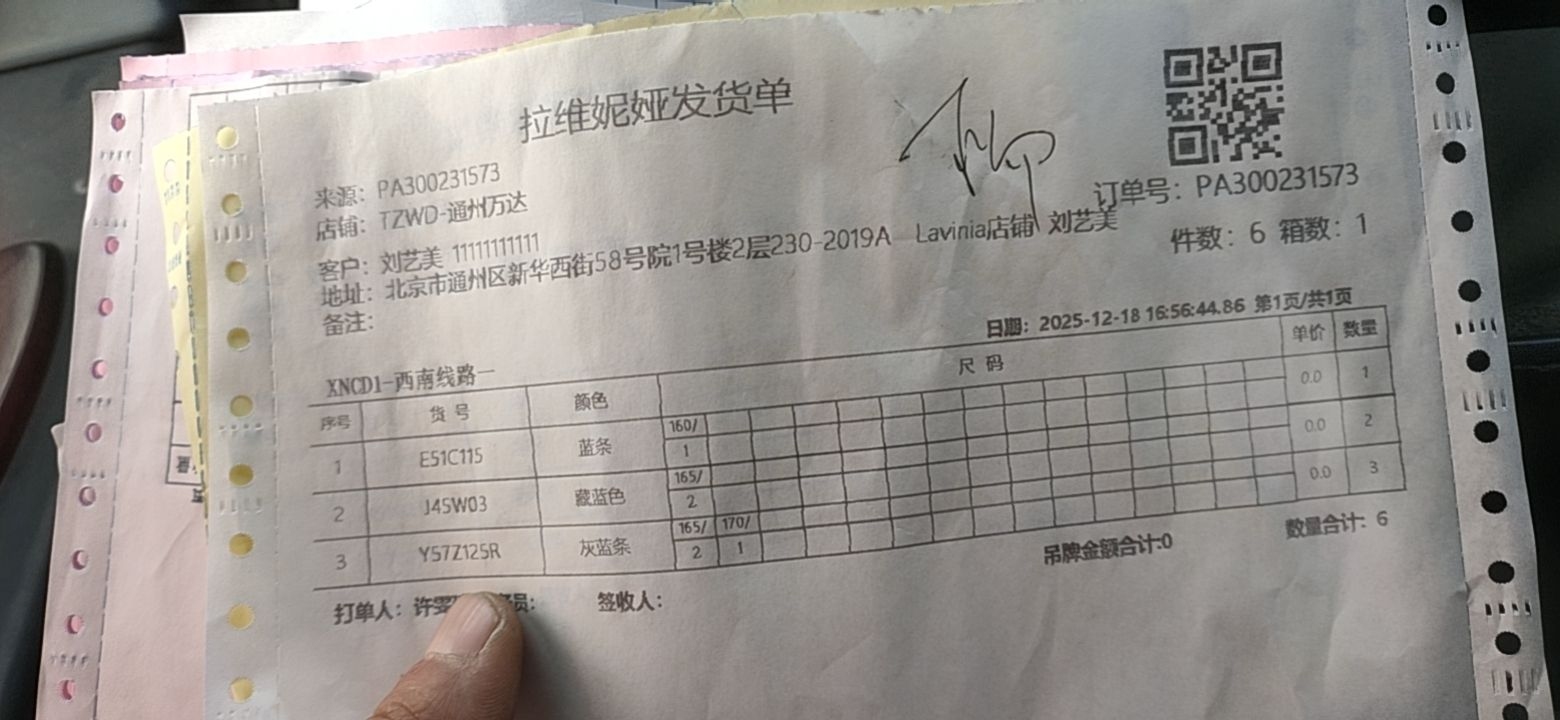 拉维妮娅发货单
来源: PA300231573
订单号: PA300231573
店铺: TZWD-通州万达
件数: 6 箱数: 1
客户: 刘艺美 11111111111
地址: 北京市通州区新华西街58号院1号楼2层230-2019A Lavinia店铺 刘艺美
备注:
日期: 2025-12-18 16:56:44.86 第1页/共1页
XNCD1-西南线路一
序号 货号 颜色 尺码 单价 数量
160/
1 E51C115 蓝条 1 0.0 1
165/
2 J45W03 藏蓝色 2 0.0 2
165/ 170/
3 Y57Z125R 灰蓝条 2 1 0.0 3
吊牌金额合计:0 数量合计: 6
打单人: 许雯 员: 签收人: